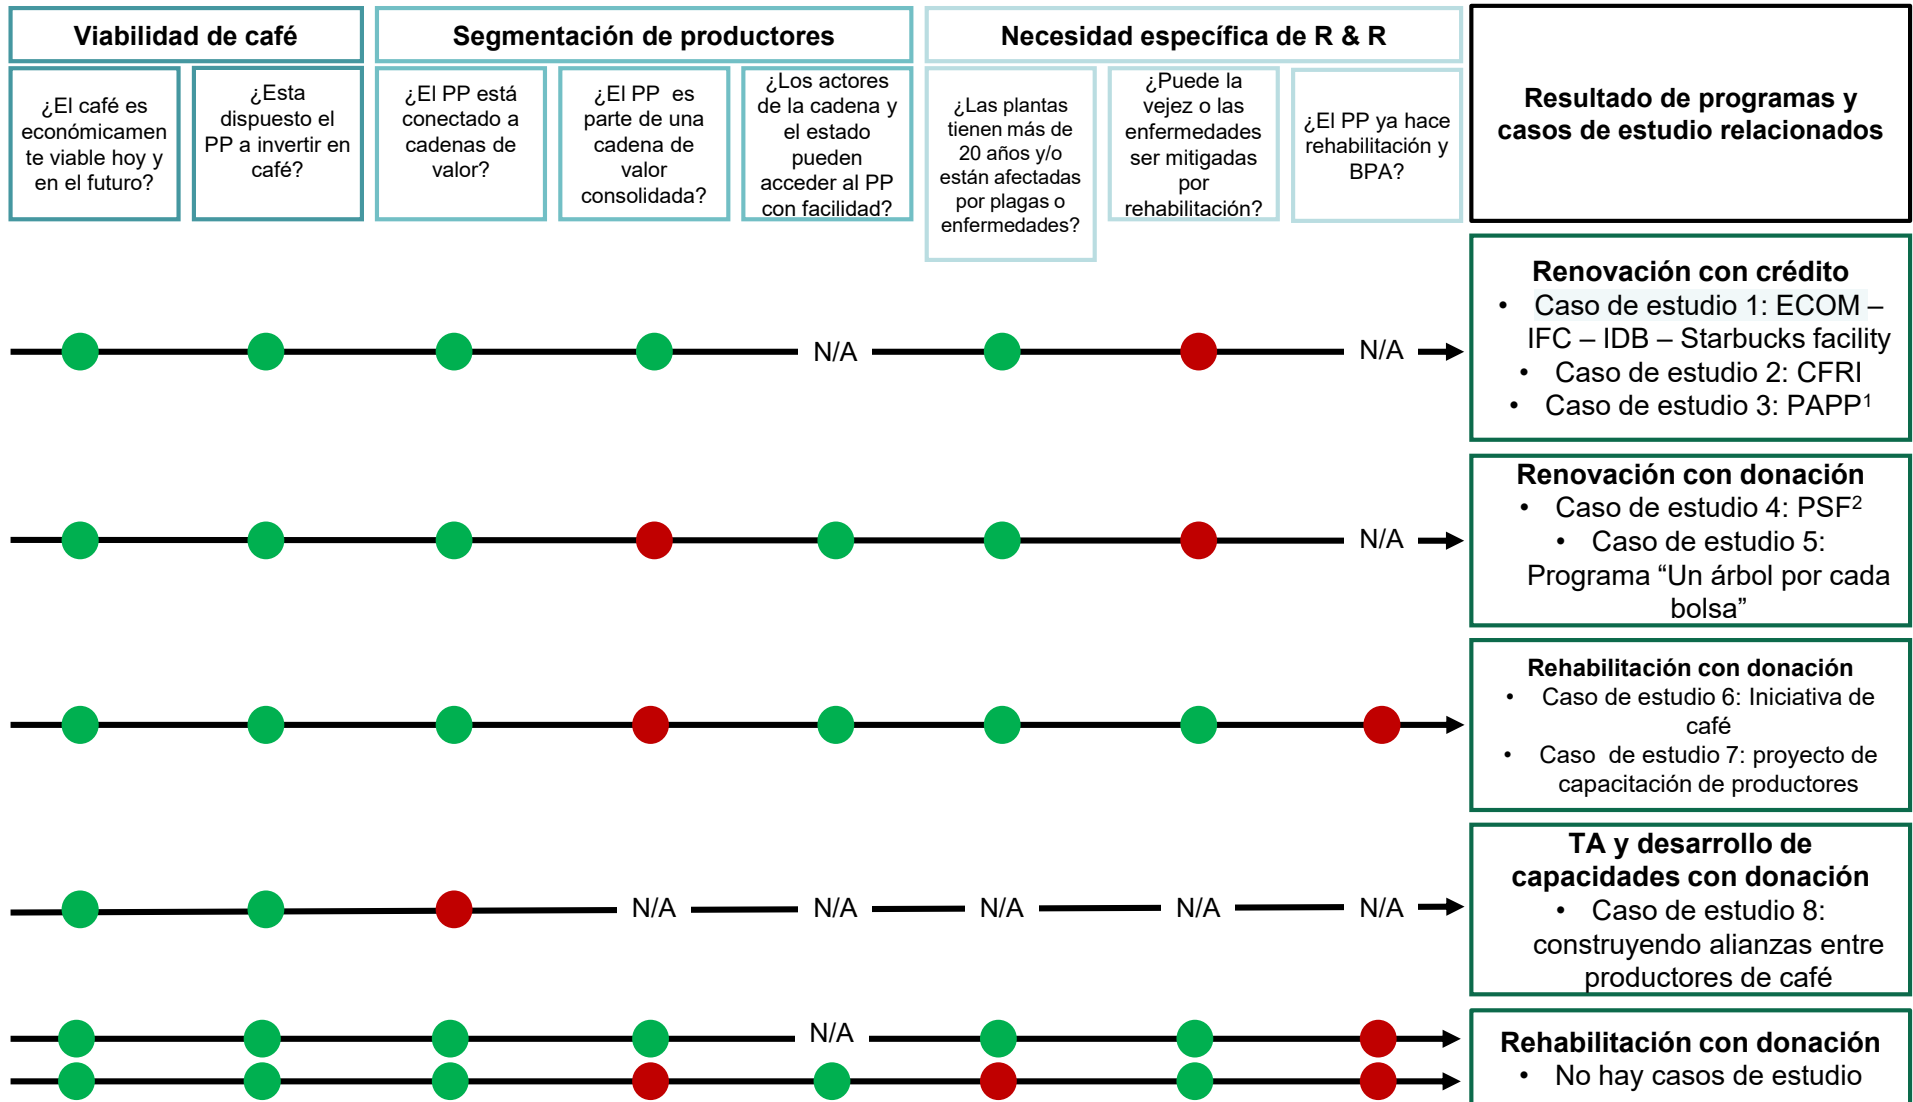 Viabilidad de café
Segmentación de productores
Necesidad específica de R & R
¿El café es
económicamen
te viable hoy y
en el futuro?
¿Esta
dispuesto el
PP a invertir en
café?
¿El PP está
conectado a
cadenas de
valor?
¿El PP es
parte de una
cadena de
valor
consolidada?
¿Los actores
de la cadena y
el estado
pueden
acceder al PP
con facilidad?
¿Las plantas
tienen más de
20 años y/o
están afectadas
por plagas o
enfermedades?
¿Puede la
vejez o las
enfermedades
ser mitigadas
por
rehabilitación?
¿El PP ya hace
rehabilitación y
BPA?
Resultado de programas y
casos de estudio relacionados
N/A
N/A
Renovación con crédito
• Caso de estudio 1: ECOM –
IFC – IDB – Starbucks facility
• Caso de estudio 2: CFRI
• Caso de estudio 3: PAPP¹
N/A
Renovación con donación
• Caso de estudio 4: PSF²
• Caso de estudio 5:
Programa “Un árbol por cada
bolsa”
Rehabilitación con donación
• Caso de estudio 6: Iniciativa de
café
• Caso de estudio 7: proyecto de
capacitación de productores
N/A
N/A
N/A
N/A
N/A
TA y desarrollo de
capacidades con donación
• Caso de estudio 8:
construyendo alianzas entre
productores de café
N/A
Rehabilitación con donación
• No hay casos de estudio